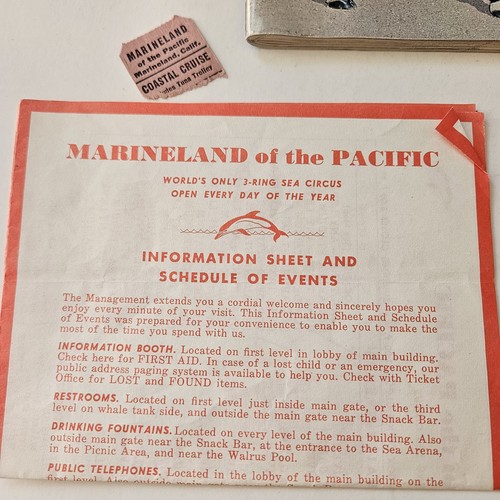 MARINELAND
of the Pacific
Marineland, Calif.
COASTAL CRUISE
Tuna Trolley
MARINELAND of the PACIFIC
WORLD'S ONLY 3-RING SEA CIRCUS
OPEN EVERY DAY OF THE YEAR
INFORMATION SHEET AND
SCHEDULE OF EVENTS
The Management extends you a cordial welcome and sincerely hopes you
enjoy every minute of your visit. This Information Sheet and Schedule
of Events was prepared for your convenience to enable you to make the
most of the time you spend with us.
INFORMATION BOOTH. Located on first level in lobby of main building.
Check here for FIRST AID. In case of a lost child or an emergency, our
public address paging system is available to help you. Check with Ticket
Office for LOST and FOUND items.
RESTROOMS. Located on first level just inside main gate, or the third
level on whale tank side, and outside the main gate near the Snack Bar.
DRINKING FOUNTAINS. Located on every level of the main building. Also
outside main gate near the Snack Bar, at the entrance to the Sea Arena,
in the Picnic Area, and near the Walrus Pool.
PUBLIC TELEPHONES. Located in the lobby of the main building on the
first level. Also outside main gate